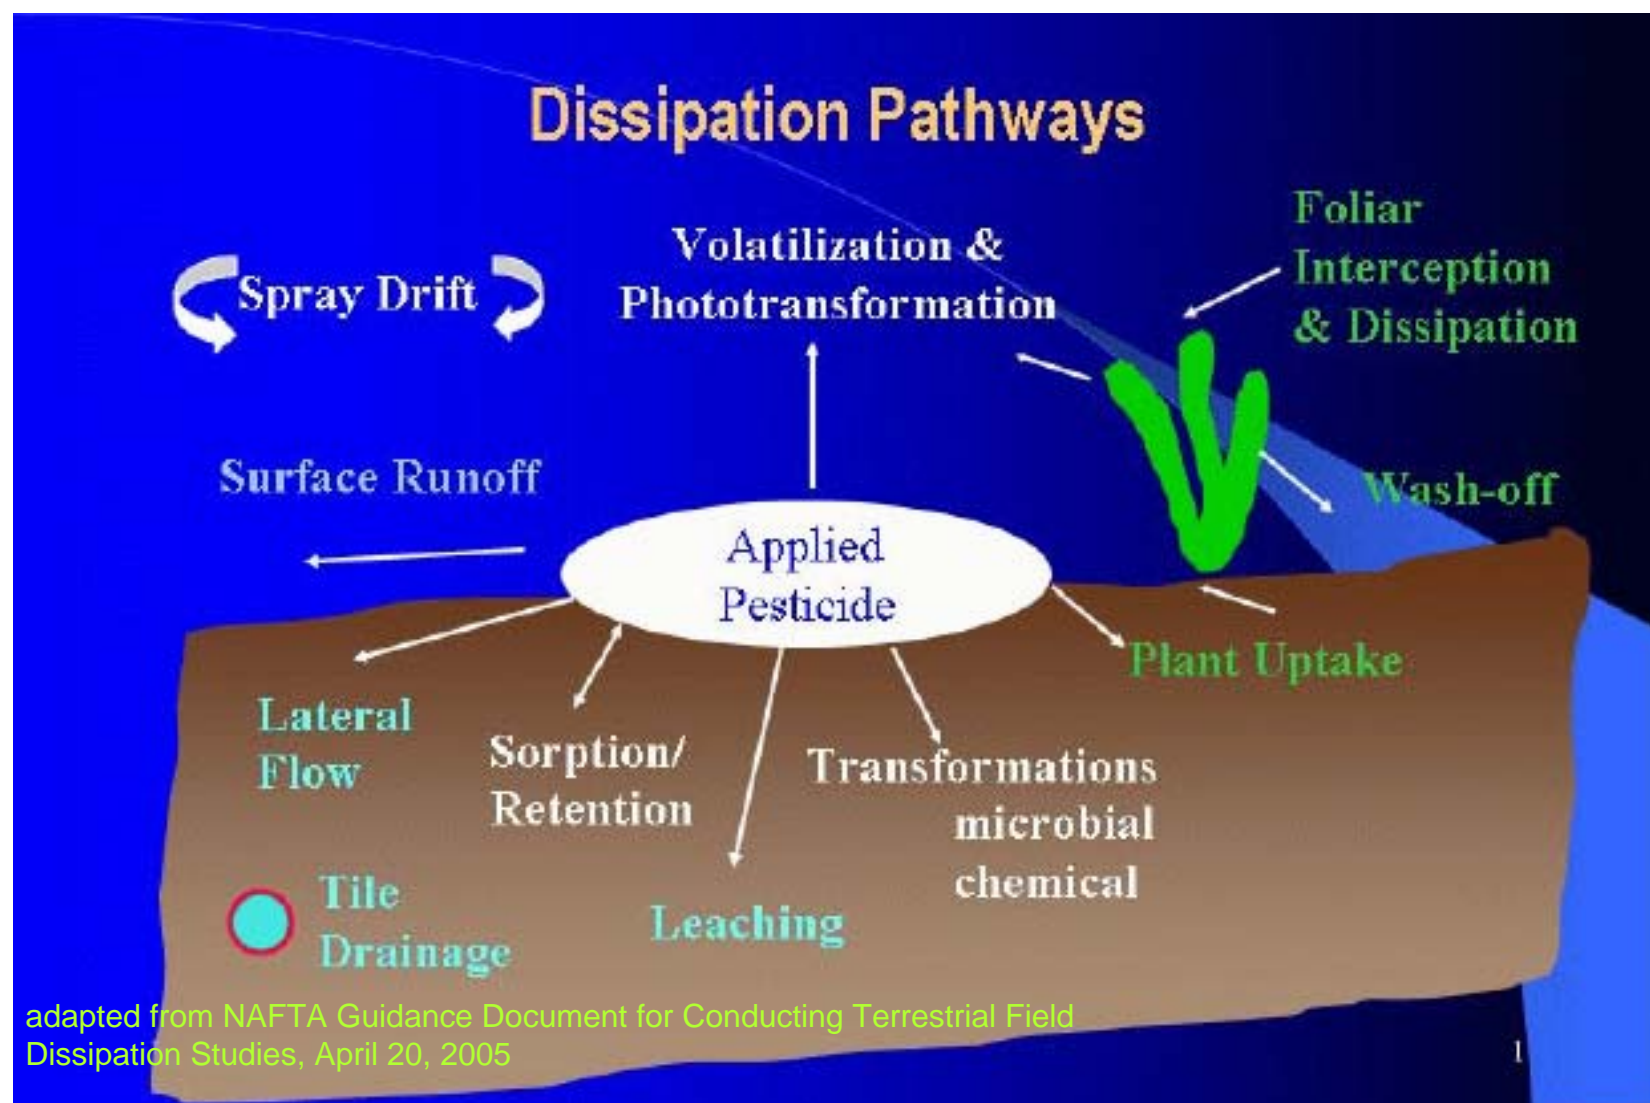 Dissipation Pathways
Foliar
Interception
& Dissipation
Volatilization &
Phototransformation
Spray Drift
Surface Runoff
Wash-off
Applied
Pesticide
Plant Uptake
Lateral
Flow
Sorption/
Retention
Transformations
microbial
chemical
Tile
Drainage
Leaching
adapted from NAFTA Guidance Document for Conducting Terrestrial Field
Dissipation Studies, April 20, 2005
1